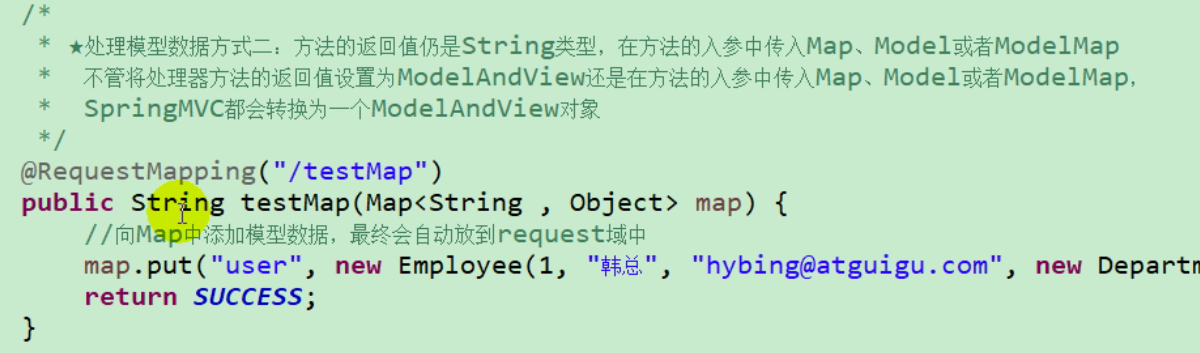 /*
 * ★处理模型数据方式二：方法的返回值仍是String类型，在方法的入参中传入Map、Model或者ModelMap
 *   不管将处理器方法的返回值设置为ModelAndView还是在方法的入参中传入Map、Model或者ModelMap，
 *   SpringMVC都会转换为一个ModelAndView对象
 */
@RequestMapping("/testMap")
public String testMap(Map<String , Object> map) {
    //向Map中添加模型数据，最终会自动放到request域中
    map.put("user", new Employee(1, "韩总", "hybing@atguigu.com", new Departm
    return SUCCESS;
}